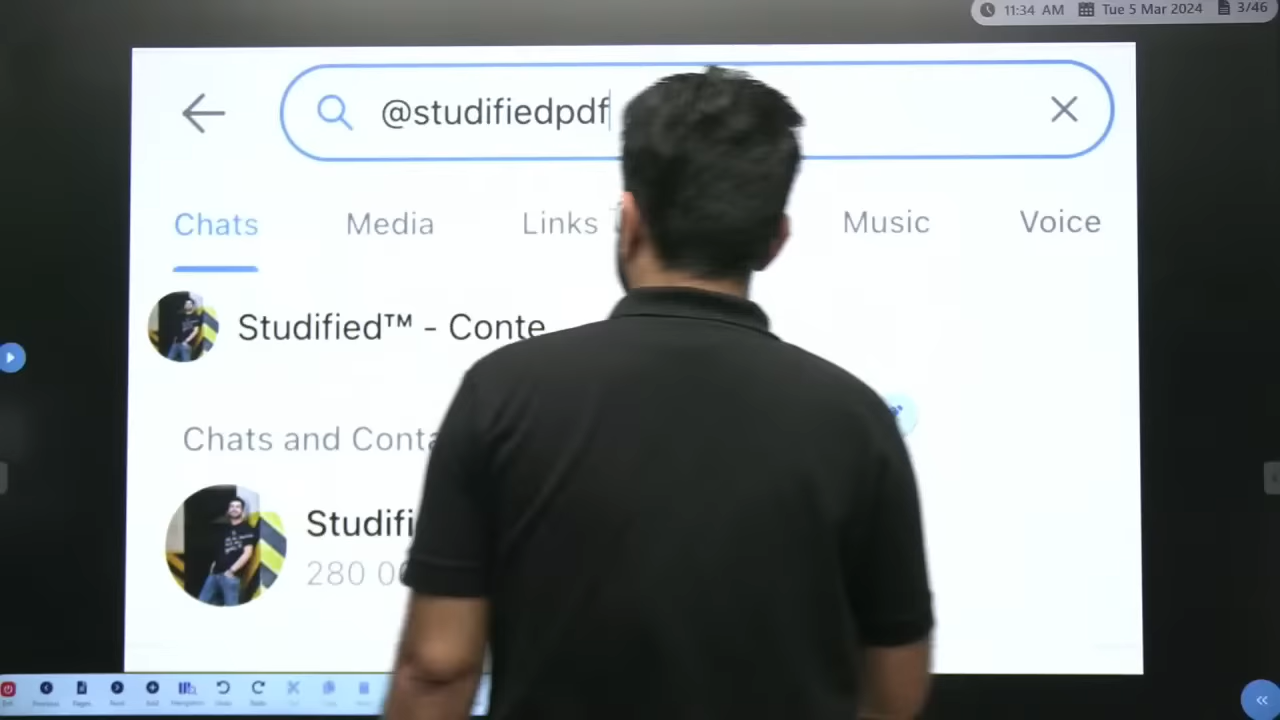 11:34 AM Tue 5 Mar 2024 3/46
@studifiedpdf
Chats Media Links Music Voice
Studified™ - Conte
Chats and Conta
Studifi
280 0